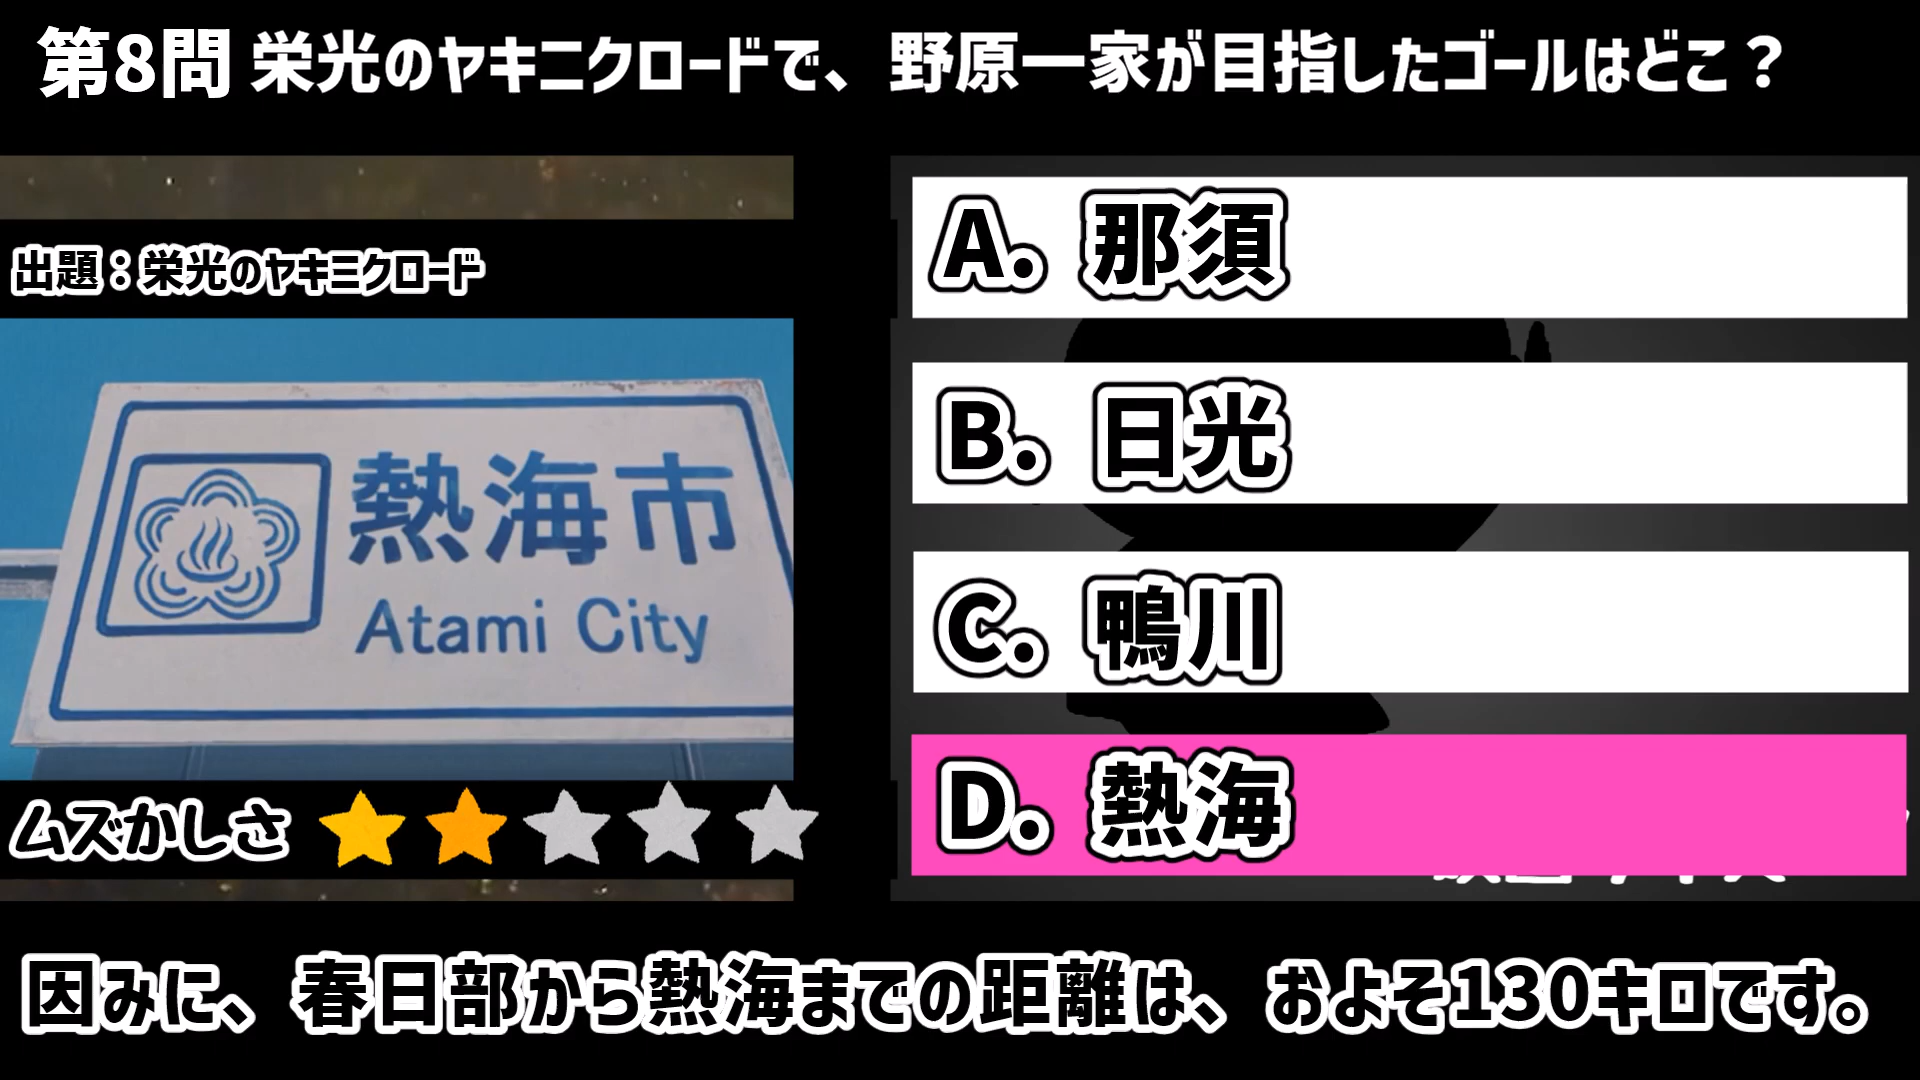 第8問 栄光のヤキニクロードで、野原一家が目指したゴールはどこ？
出題：栄光のヤキニクロード
熱海市
Atami City
ムズかしさ
A. 那須
B. 日光
C. 鴨川
D. 熱海
因みに、春日部から熱海までの距離は、およそ130キロです。